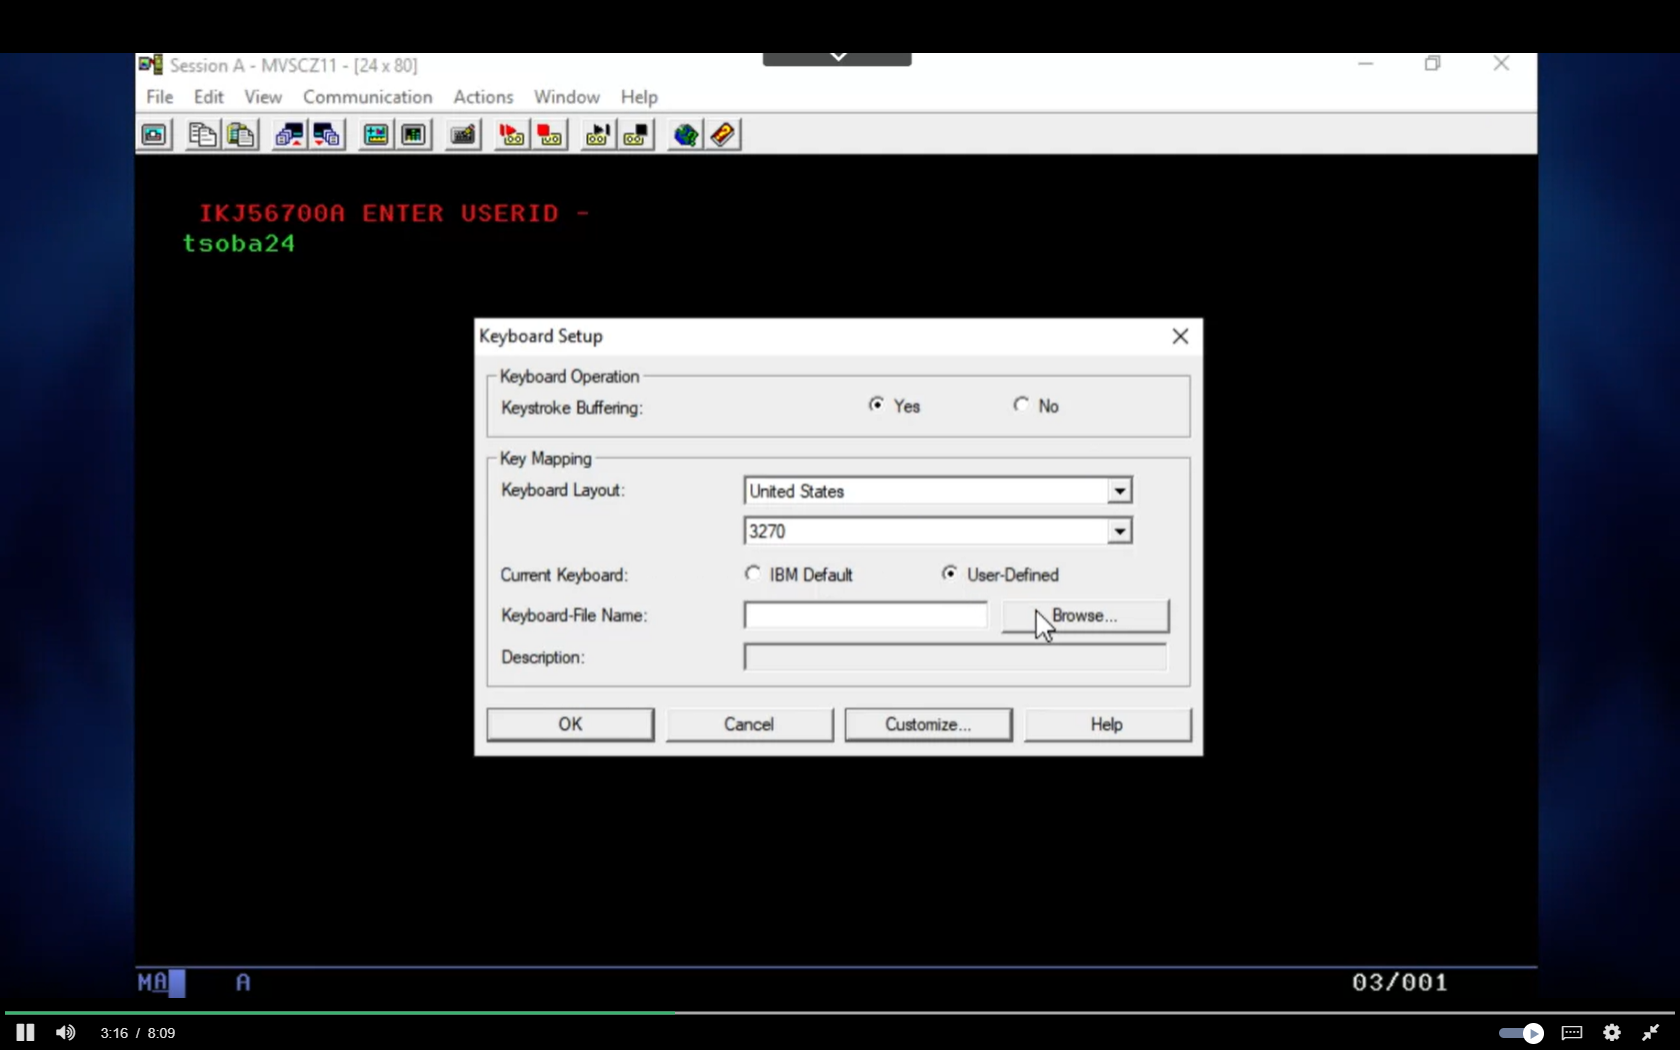 Session A - MVSCZ11 - [24 x 80]
File Edit View Communication Actions Window Help
IKJ56700A ENTER USERID -
tsoba24
Keyboard Setup
Keyboard Operation
Keystroke Buffering: Yes No
Key Mapping
Keyboard Layout: United States
3270
Current Keyboard: IBM Default User-Defined
Keyboard-File Name: Browse...
Description:
OK Cancel Customize... Help
MA A 03/001
3:16 / 8:09